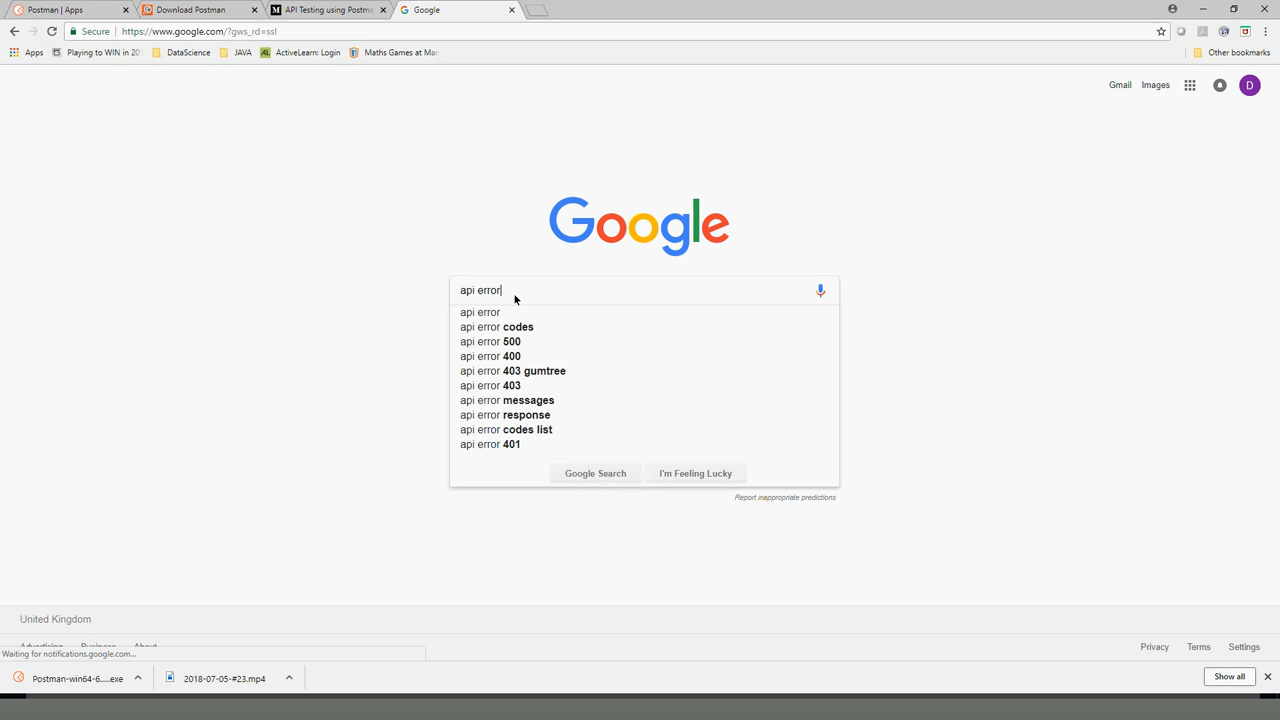 Postman | Apps
Download Postman
API Testing using Postma
Google
Secure
https://www.google.com/?gws_rd=ssl
Apps
Playing to WIN in 20
DataScience
JAVA
AL ActiveLearn: Login
Maths Games at Man
Other bookmarks
Gmail
Images
D
Google
api error
api error
api error codes
api error 500
api error 400
api error 403 gumtree
api error 403
api error messages
api error response
api error codes list
api error 401
Google Search
I'm Feeling Lucky
Report inappropriate predictions
United Kingdom
Advertising
Business
About
Privacy
Terms
Settings
Waiting for notifications.google.com...
Postman-win64-6.....exe
2018-07-05-#23.mp4
Show all